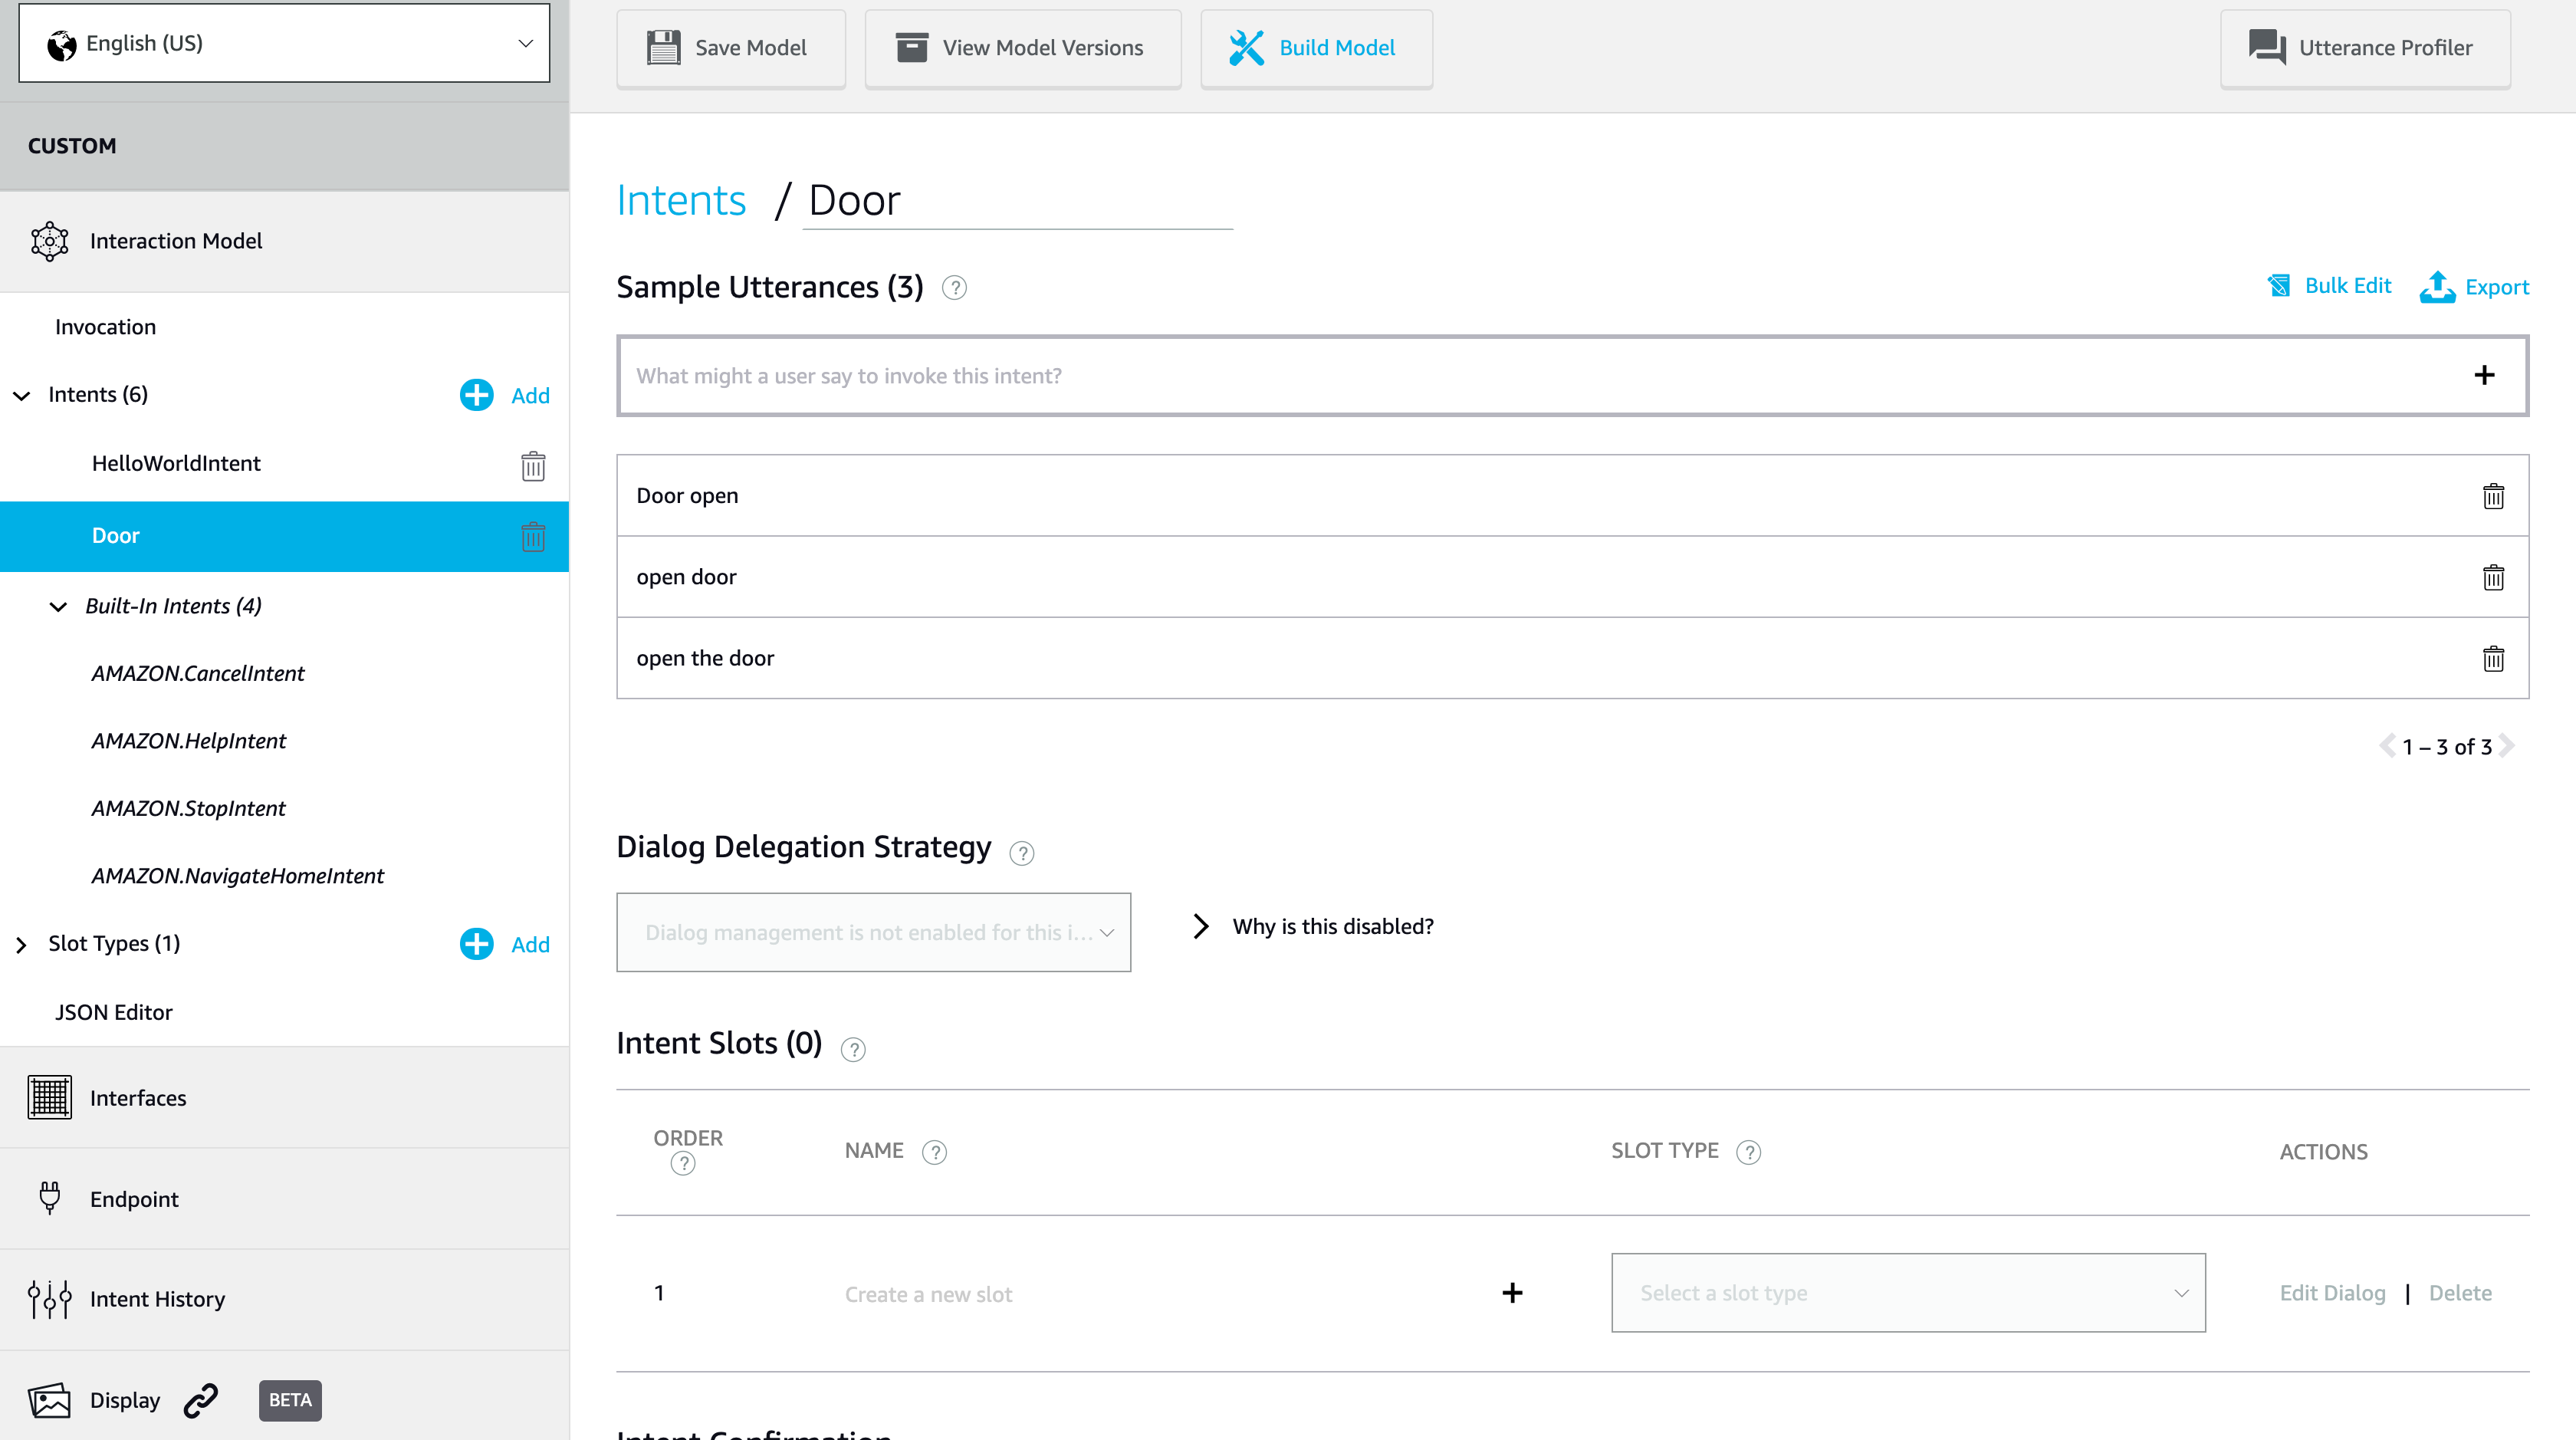 English (US)
Save Model
View Model Versions
Build Model
Utterance Profiler
CUSTOM
Interaction Model
Invocation
Intents (6)
Add
HelloWorldIntent
Door
Built-In Intents (4)
AMAZON.CancelIntent
AMAZON.HelpIntent
AMAZON.StopIntent
AMAZON.NavigateHomeIntent
Slot Types (1)
Add
JSON Editor
Interfaces
Endpoint
Intent History
Display
BETA
Intents / Door
Sample Utterances (3) ?
Bulk Edit
Export
What might a user say to invoke this intent?
Door open
open door
open the door
1 – 3 of 3
Dialog Delegation Strategy ?
Dialog management is not enabled for this i...
Why is this disabled?
Intent Slots (0) ?
ORDER ?
NAME ?
SLOT TYPE ?
ACTIONS
1
Create a new slot
Select a slot type
Edit Dialog | Delete
Intent Confirmation